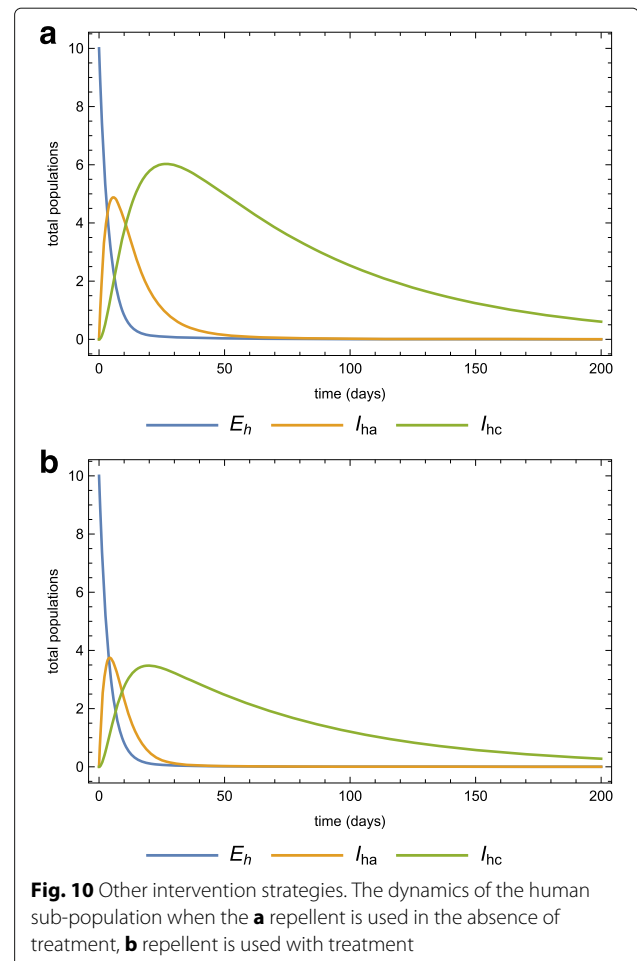 a
10
8
6
4
2
0
total populations
0 50 100 150 200
time (days)
E_h I_ha I_hc
b
10
8
6
4
2
0
total populations
0 50 100 150 200
time (days)
E_h I_ha I_hc
Fig. 10 Other intervention strategies. The dynamics of the human
sub-population when the a repellent is used in the absence of
treatment, b repellent is used with treatment